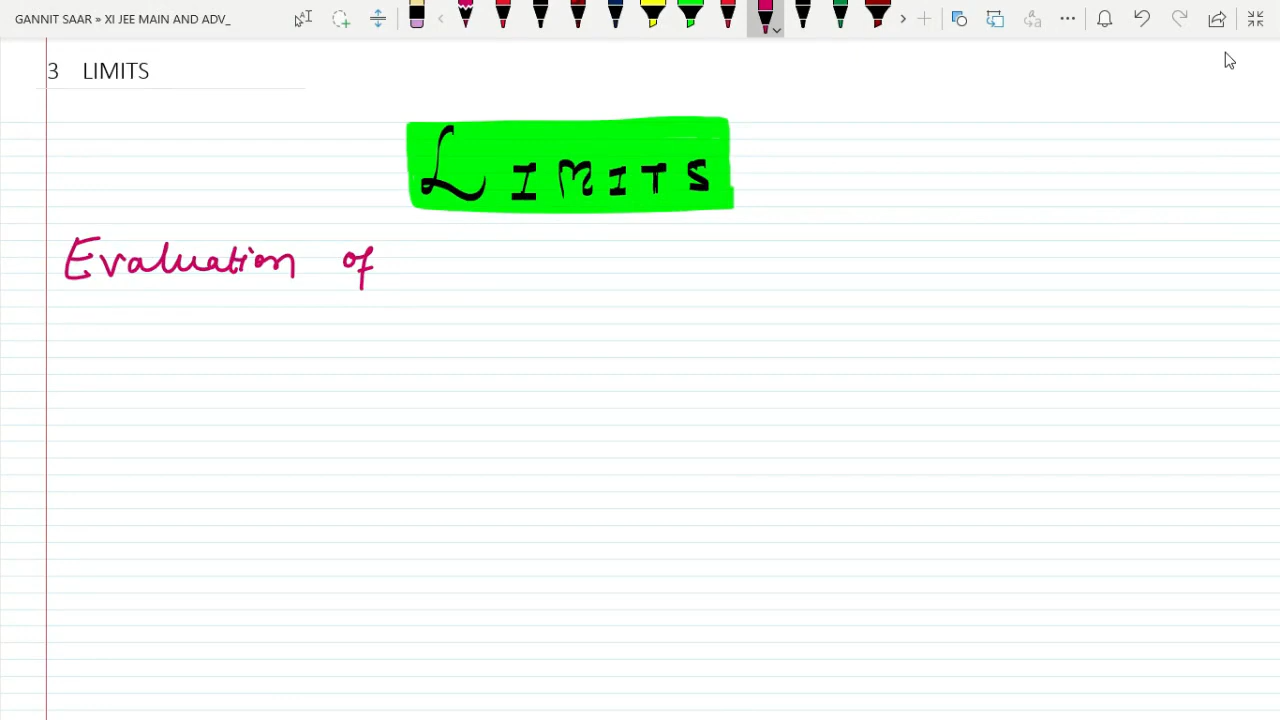 GANNIT SAAR » XI JEE MAIN AND ADV_
3 LIMITS
LIMITS
Evaluation of